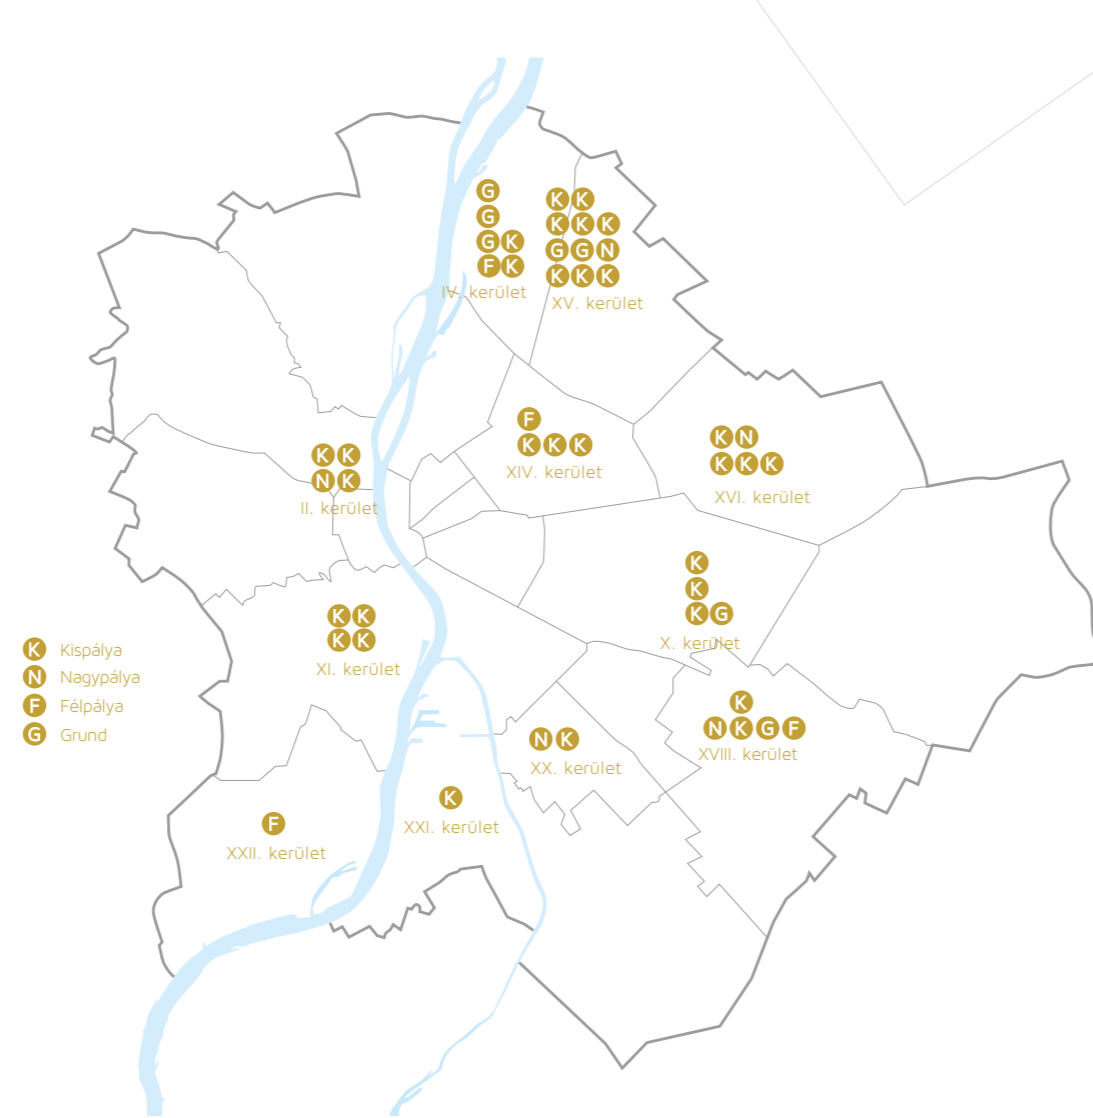 G
G
G K
F K
IV. kerület
K K
K K K
G G N
K K K
XV. kerület
F
K K K
XIV. kerület
K N
K K K
XVI. kerület
K K
N K
II. kerület
K
K
K G
X. kerület
K K
K K
XI. kerület
K Kispálya
N Nagypálya
F Félpálya
G Grund
K
N K G F
XVIII. kerület
N K
XX. kerület
K
XXI. kerület
F
XXII. kerület